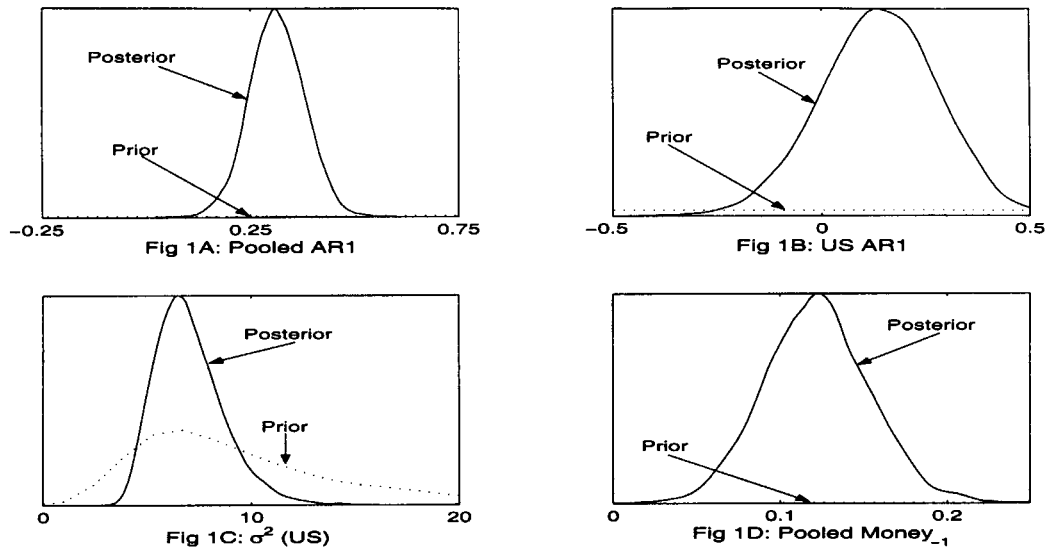 Posterior
Prior
-0.25 0.25 0.75
Fig 1A: Pooled AR1
Posterior
Prior
-0.5 0 0.5
Fig 1B: US AR1
Posterior
Prior
0 10 20
Fig 1C: σ² (US)
Posterior
Prior
0.1 0.2
Fig 1D: Pooled Money₋₁